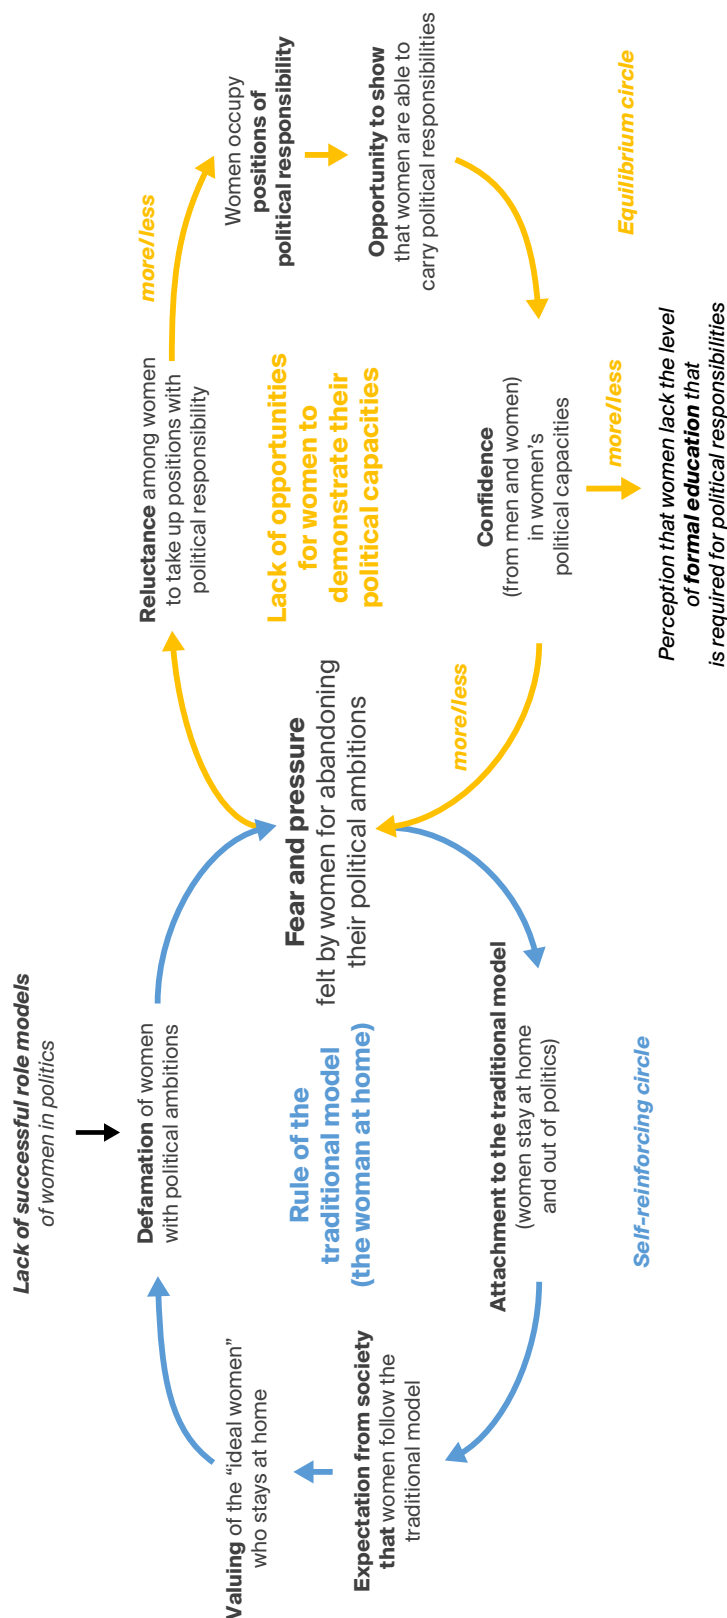 Lack of successful role models
of women in politics
Defamation of women
with political ambitions
Valuing of the “ideal women”
who stays at home
Expectation from society
that women follow the
traditional model
Rule of the
traditional model
(the woman at home)
Attachment to the traditional model
(women stay at home
and out of politics)
Self-reinforcing circle
Fear and pressure
felt by women for abandoning
their political ambitions
Reluctance among women
to take up positions with
political responsibility
more/less
Women occupy
positions of
political responsibility
Opportunity to show
that women are able to
carry political responsibilities
Lack of opportunities
for women to
demonstrate their
political capacities
Confidence
(from men and women)
in women’s
political capacities
more/less
more/less
Equilibrium circle
Perception that women lack the level
of formal education that
is required for political responsibilities